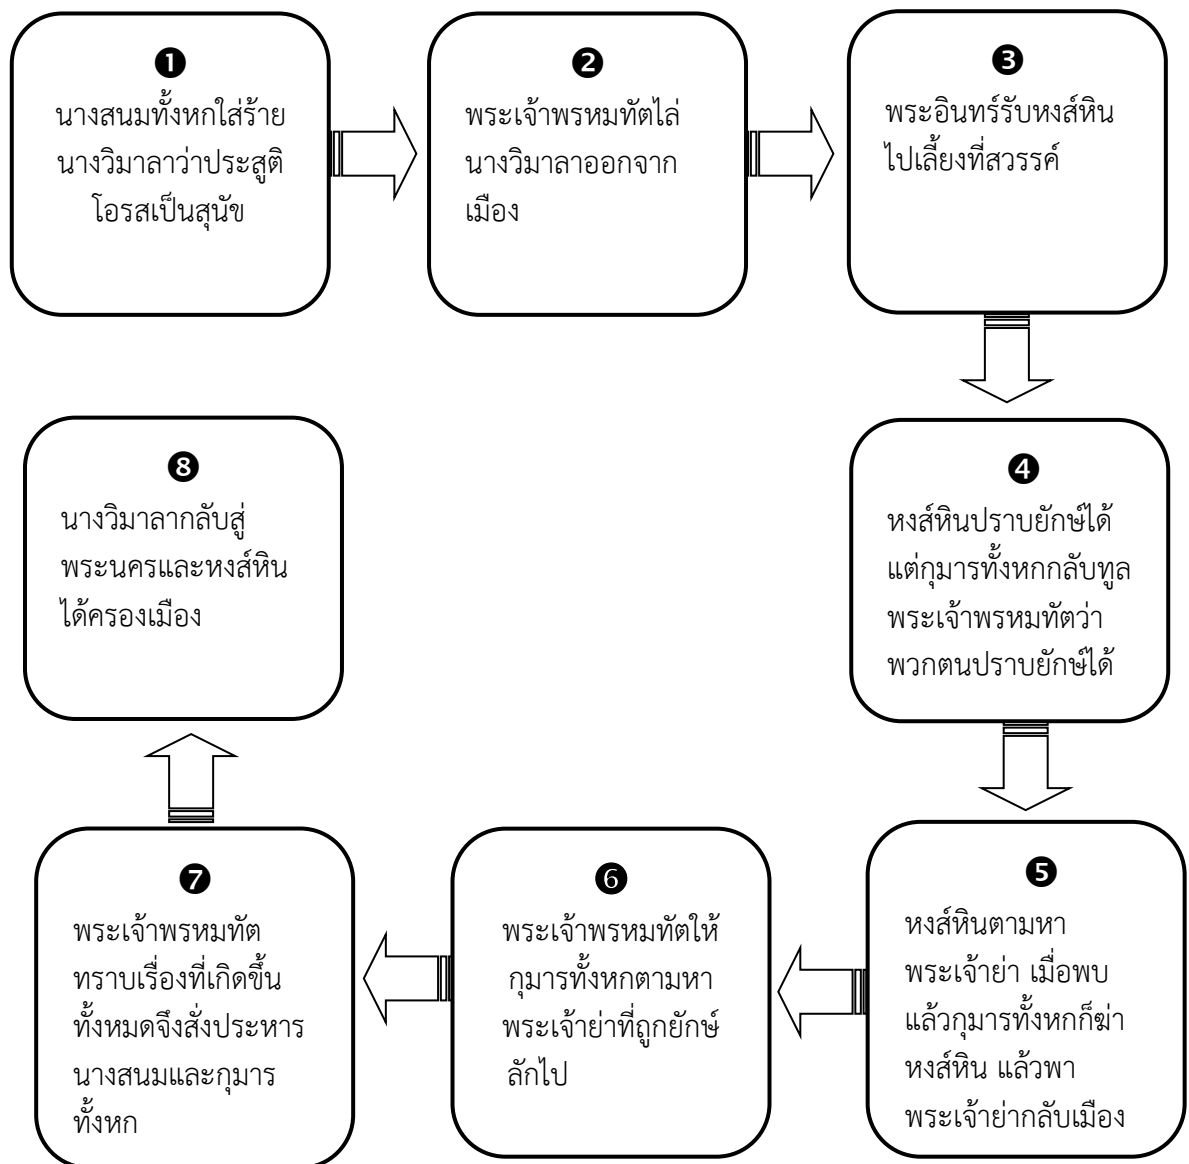 ❶
นางสนมทั้งหกใส่ร้าย
นางวิมาลาว่าประสูติ
โอรสเป็นสุนัข
❷
พระเจ้าพรหมทัตไล่
นางวิมาลาออกจาก
เมือง
❸
พระอินทร์รับหงส์หิน
ไปเลี้ยงที่สวรรค์
❹
หงส์หินปราบยักษ์ได้
แต่กุมารทั้งหกกลับทูล
พระเจ้าพรหมทัตว่า
พวกตนปราบยักษ์ได้
❺
หงส์หินตามหา
พระเจ้าย่า เมื่อพบ
แล้วกุมารทั้งหกก็ฆ่า
หงส์หิน แล้วพา
พระเจ้าย่ากลับเมือง
❻
พระเจ้าพรหมทัตให้
กุมารทั้งหกตามหา
พระเจ้าย่าที่ถูกยักษ์
ลักไป
❼
พระเจ้าพรหมทัต
ทราบเรื่องที่เกิดขึ้น
ทั้งหมดจึงสั่งประหาร
นางสนมและกุมาร
ทั้งหก
❽
นางวิมาลากลับสู่
พระนครและหงส์หิน
ได้ครองเมือง